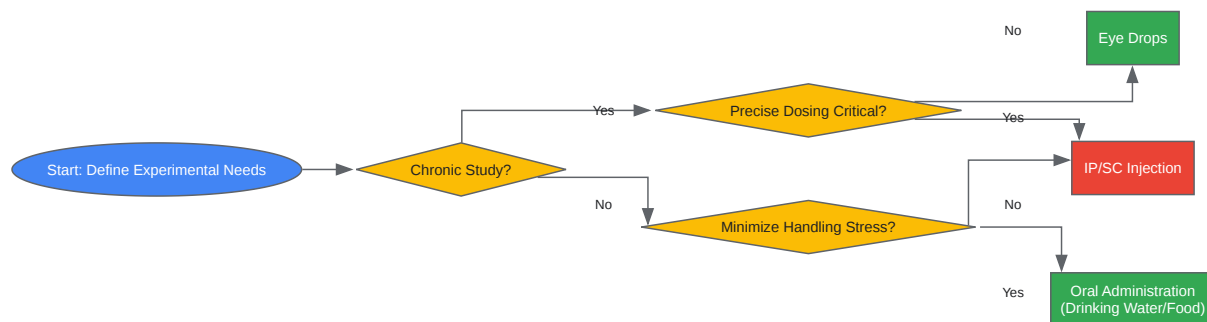 No
Eye Drops
Yes
Precise Dosing Critical?
Yes
Start: Define Experimental Needs
Chronic Study?
IP/SC Injection
No
No
Minimize Handling Stress?
Yes
Oral Administration
(Drinking Water/Food)